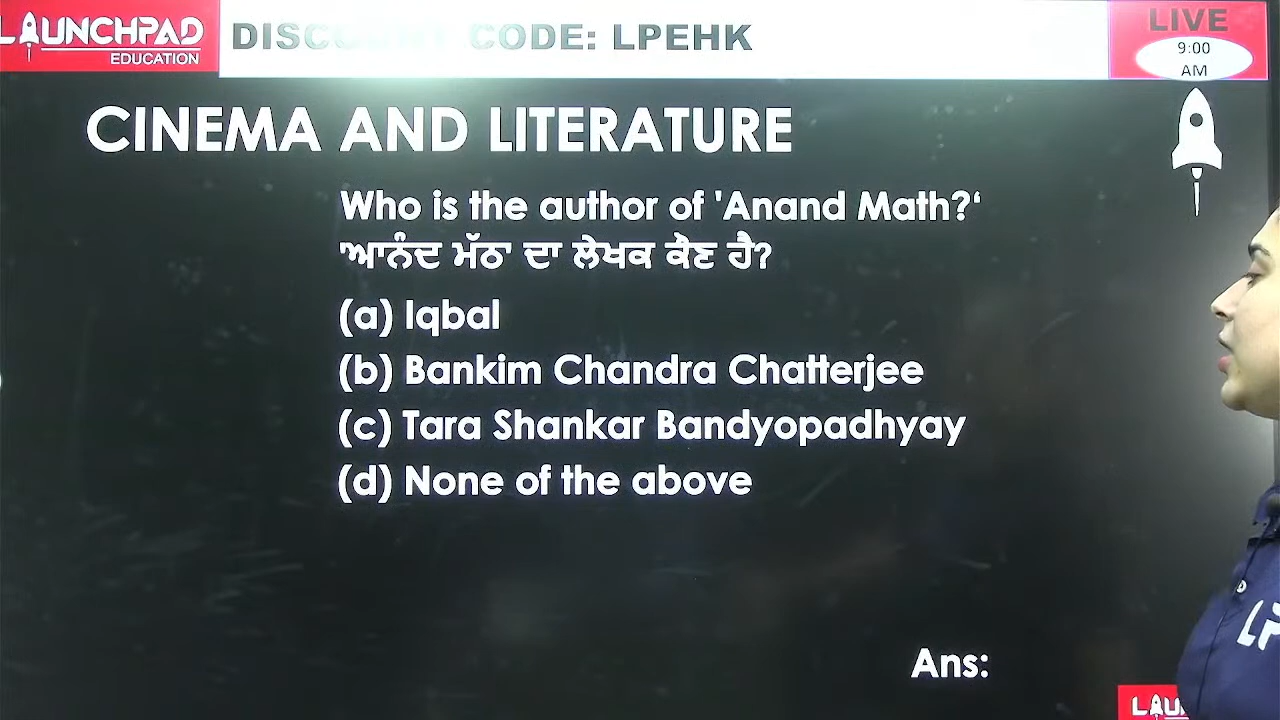 LAUNCHPAD
EDUCATION
DISCOUNT CODE: LPEHK
LIVE
9:00
AM
CINEMA AND LITERATURE
Who is the author of 'Anand Math?‘
'ਆਨੰਦ ਮੱਠਾ' ਦਾ ਲੇਖਕ ਕੌਣ ਹੈ?
(a) Iqbal
(b) Bankim Chandra Chatterjee
(c) Tara Shankar Bandyopadhyay
(d) None of the above
Ans: